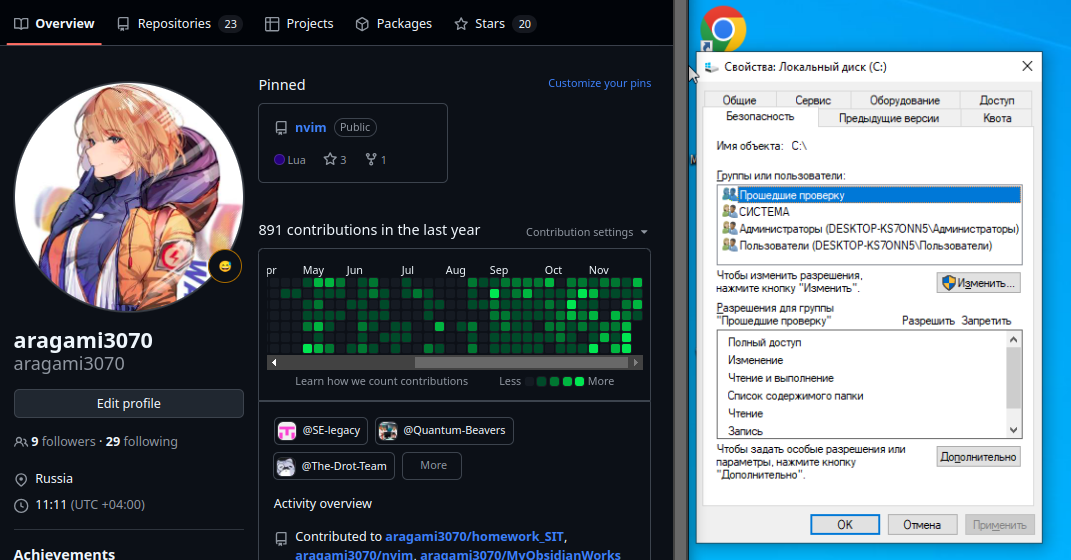 Overview Repositories 23 Projects Packages Stars 20
Pinned Customize your pins
nvim Public
Lua 3 1
891 contributions in the last year Contribution settings
pr May Jun Jul Aug Sep Oct Nov
Learn how we count contributions Less More
aragami3070
aragami3070
Edit profile
9 followers · 29 following
Russia
11:11 (UTC +04:00)
Achievements
@SE-legacy @Quantum-Beavers
@The-Drot-Team More
Activity overview
Contributed to aragami3070/homework_SIT,
aragami3070/nvim, aragami3070/MyObsidianWorks
Свойства: Локальный диск (C:)
Общие Сервис Оборудование Доступ
Безопасность Предыдущие версии Квота
Имя объекта: C:\
Группы или пользователи:
Прошедшие проверку
СИСТЕМА
Администраторы (DESKTOP-KS7ONN5\Администраторы)
Пользователи (DESKTOP-KS7ONN5\Пользователи)
Чтобы изменить разрешения,
нажмите кнопку "Изменить".
Изменить...
Разрешения для группы
"Прошедшие проверку" Разрешить Запретить
Полный доступ
Изменение
Чтение и выполнение
Список содержимого папки
Чтение
Запись
Чтобы задать особые разрешения или
параметры, нажмите кнопку
"Дополнительно".
Дополнительно
OK Отмена Применить